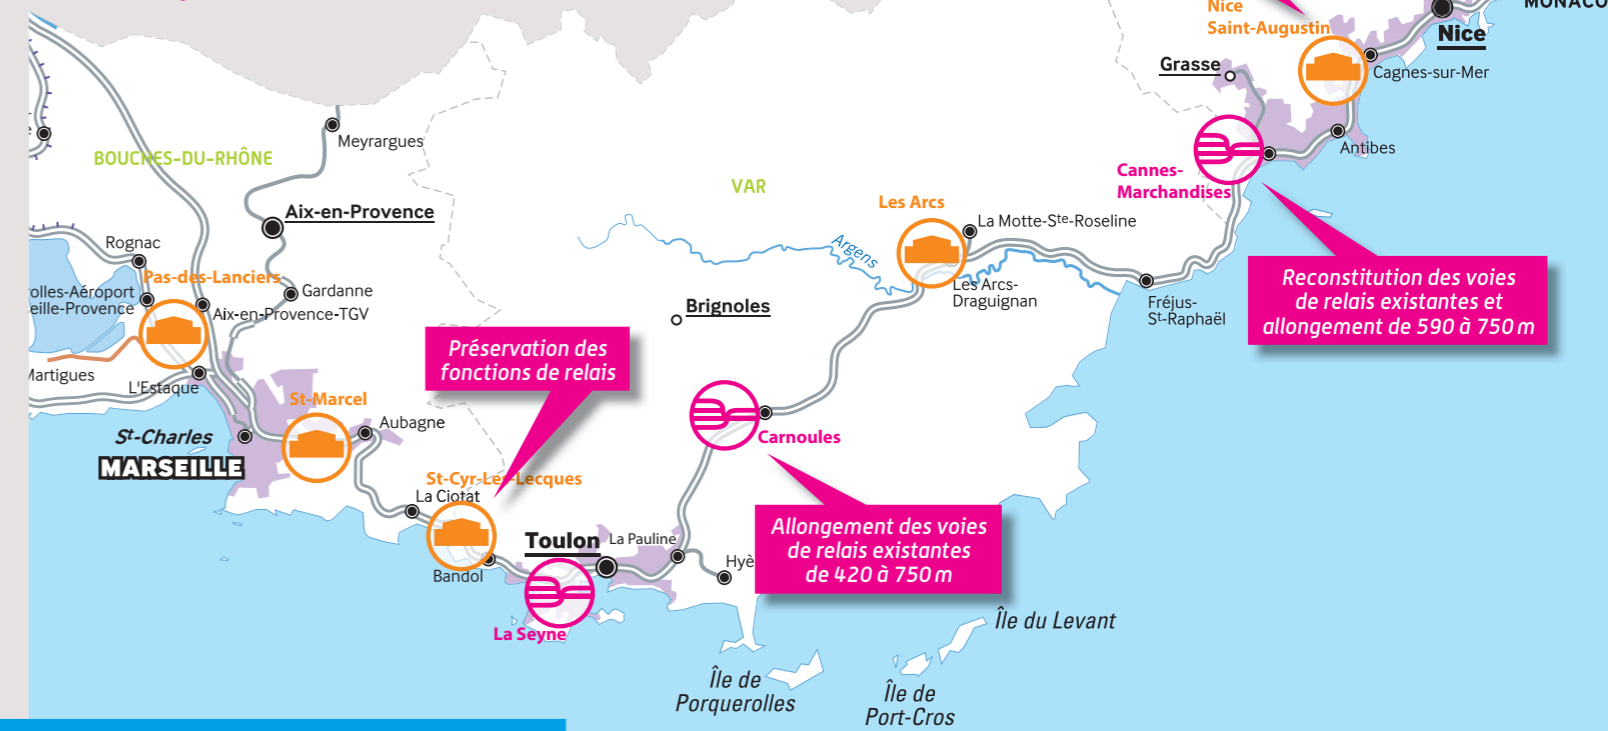 MONACO
Nice
Saint-Augustin
Nice
Grasse
Cagnes-sur-Mer
Meyrargues
BOUCHES-DU-RHÔNE
Antibes
Cannes-
Marchandises
VAR
Les Arcs
Aix-en-Provence
La Motte-Ste-Roseline
Rognac
Argens
Pas-des-Lanciers
Gardanne
Les Arcs-
Draguignan
Reconstitution des voies
de relais existantes et
allongement de 590 à 750 m
Aix-en-Provence-TGV
Brignoles
Fréjus-
St-Raphaël
Préservation des
fonctions de relais
L'Estaque
St-Marcel
Aubagne
St-Charles
MARSEILLE
Carnoules
St-Cyr-Les-Lecques
La Ciotat
Allongement des voies
de relais existantes
de 420 à 750 m
Toulon
La Pauline
Bandol
La Seyne
Île du Levant
Île de
Porquerolles
Île de
Port-Cros